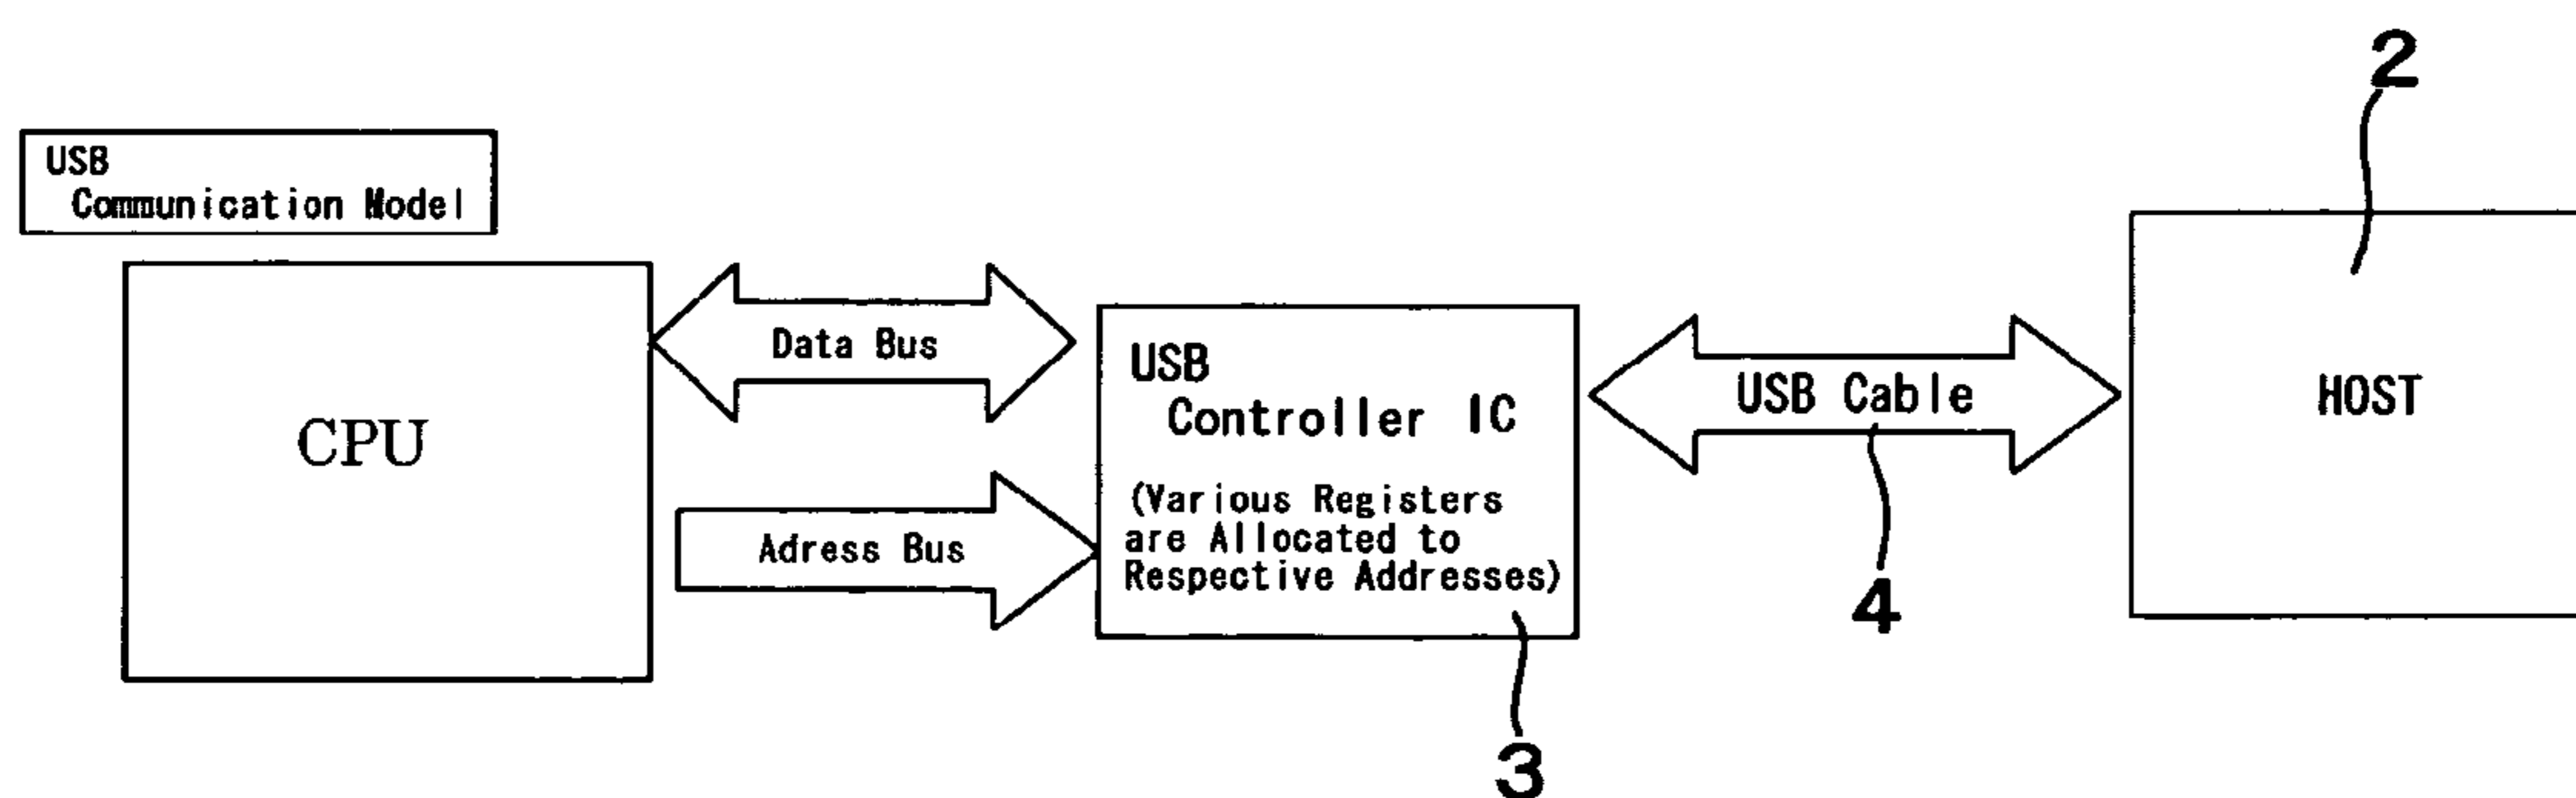 2
USB
Communication Model
Data Bus
CPU
Adress Bus
USB
Controller IC
(Various Registers
are Allocated to
Respective Addresses)
USB Cable
HOST
4
3